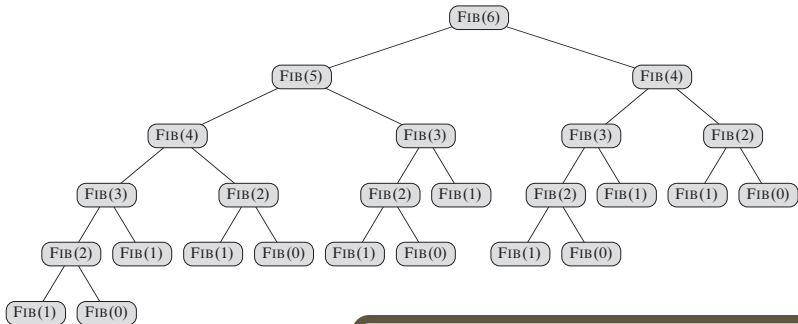 FIB(6)
FIB(5) FIB(4)
FIB(4) FIB(3) FIB(3) FIB(2)
FIB(3) FIB(2) FIB(2) FIB(1) FIB(2) FIB(1) FIB(1) FIB(0)
FIB(2) FIB(1) FIB(1) FIB(0) FIB(1) FIB(0) FIB(1) FIB(0)
FIB(1) FIB(0)